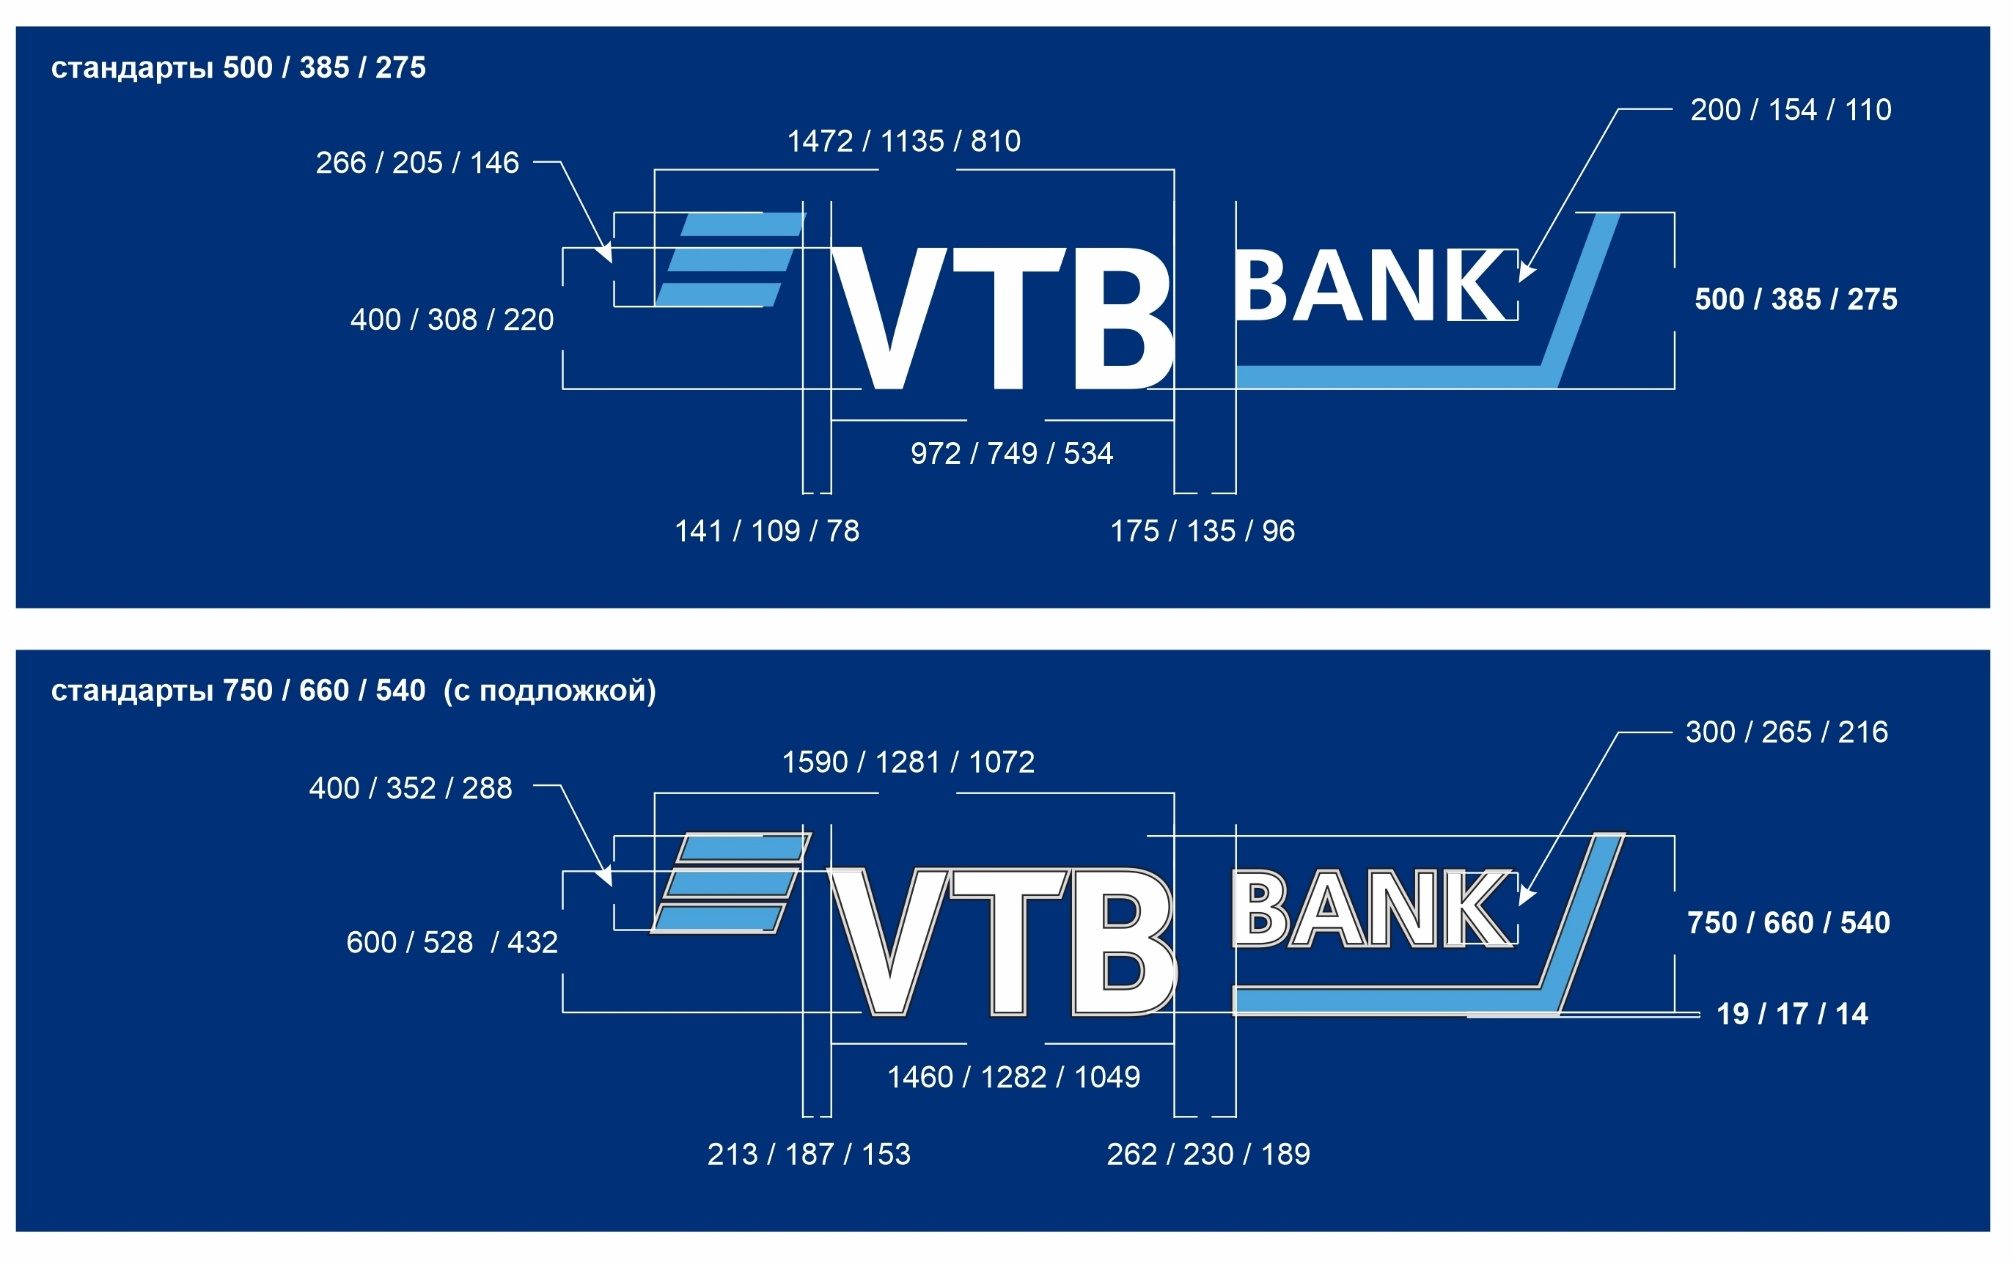 стандарты 500 / 385 / 275
200 / 154 / 110
1472 / 1135 / 810
266 / 205 / 146
VTB BANK
500 / 385 / 275
400 / 308 / 220
972 / 749 / 534
141 / 109 / 78
175 / 135 / 96
стандарты 750 / 660 / 540 (с подложкой)
300 / 265 / 216
1590 / 1281 / 1072
400 / 352 / 288
VTB BANK
750 / 660 / 540
600 / 528 / 432
19 / 17 / 14
1460 / 1282 / 1049
213 / 187 / 153
262 / 230 / 189